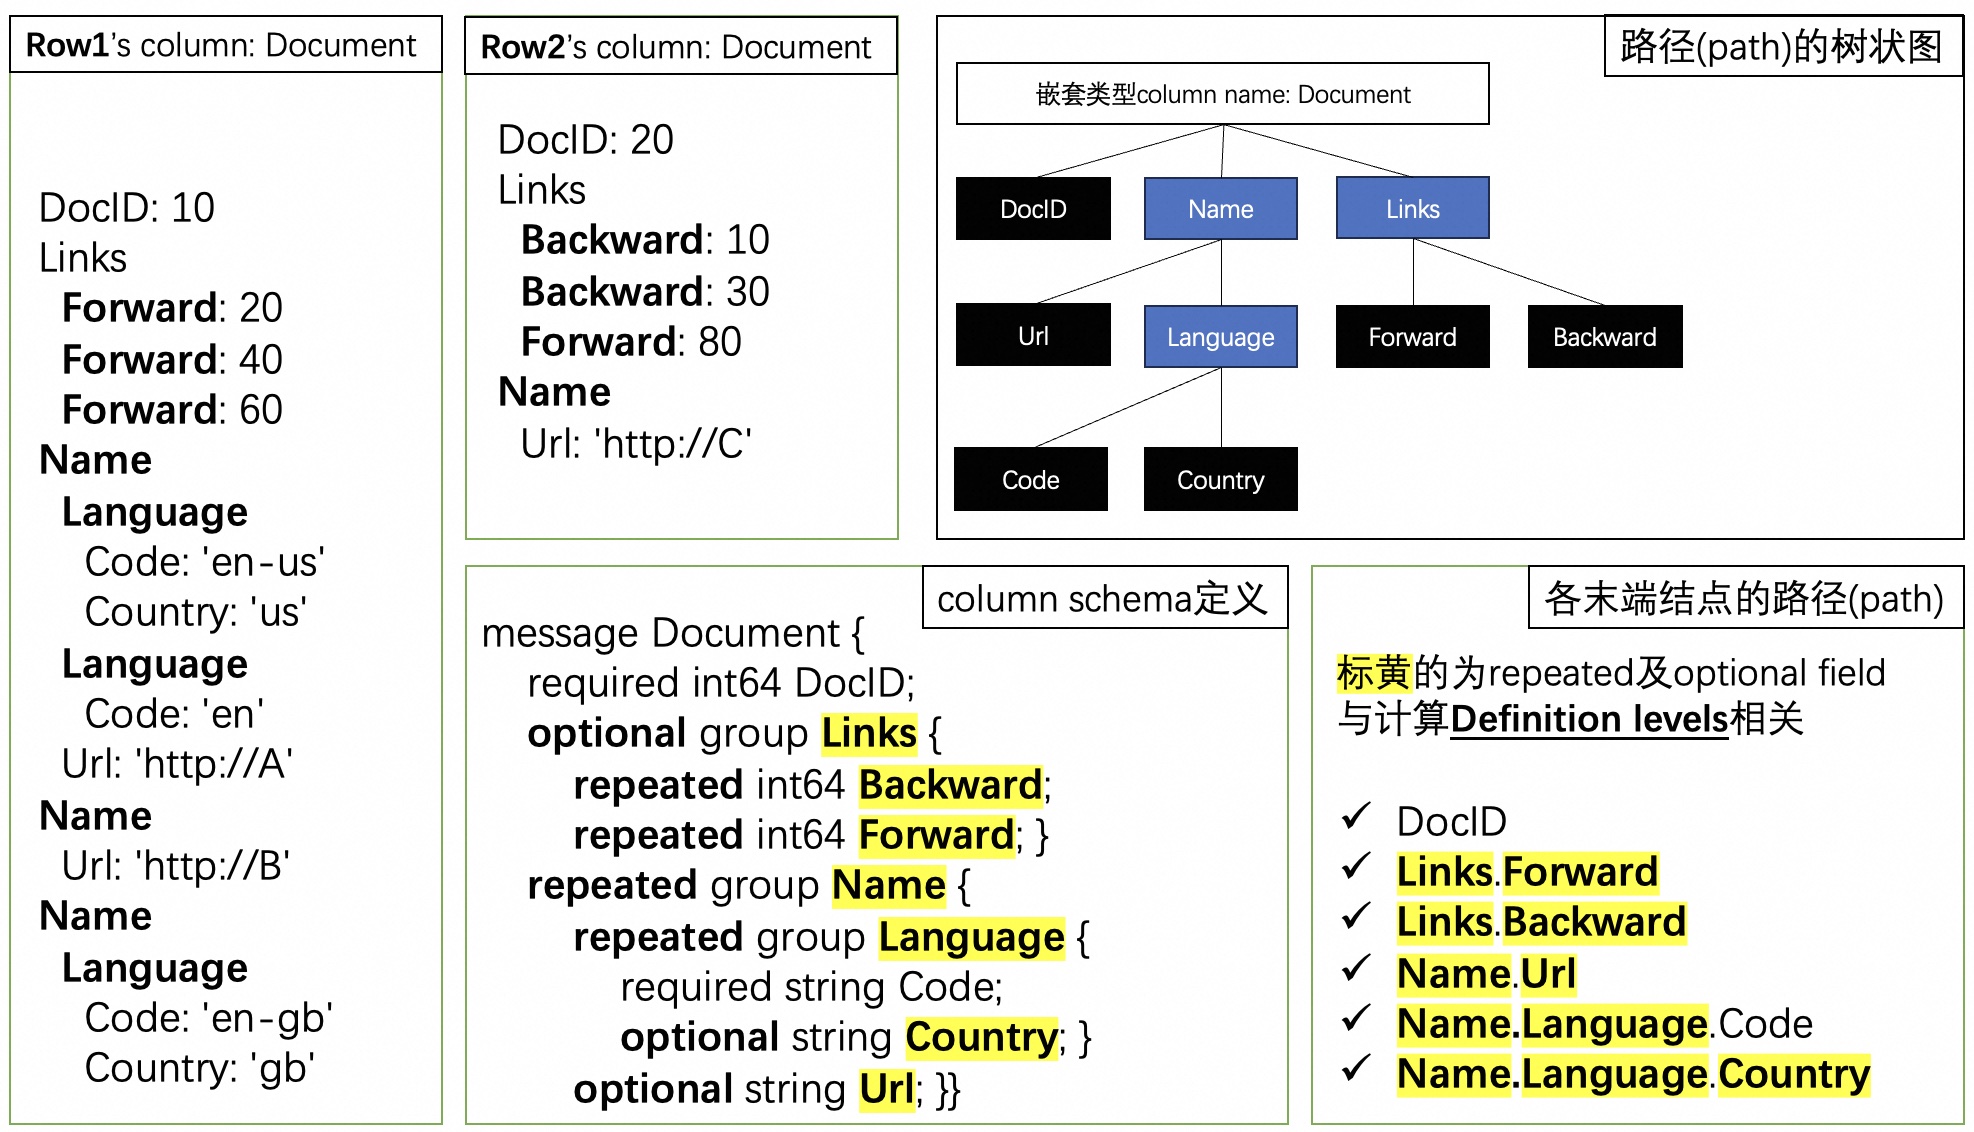 Row1's column: Document
DocID: 10
Links
Forward: 20
Forward: 40
Forward: 60
Name
Language
Code: 'en-us'
Country: 'us'
Language
Code: 'en'
Url: 'http://A'
Name
Url: 'http://B'
Name
Language
Code: 'en-gb'
Country: 'gb'
Row2's column: Document
DocID: 20
Links
Backward: 10
Backward: 30
Forward: 80
Name
Url: 'http://C'
路径(path)的树状图
嵌套类型column name: Document
DocID
Name
Links
Url
Language
Forward
Backward
Code
Country
column schema定义
message Document {
required int64 DocID;
optional group Links {
repeated int64 Backward;
repeated int64 Forward; }
repeated group Name {
repeated group Language {
required string Code;
optional string Country; }
optional string Url; }}
各末端结点的路径(path)
标黄的为repeated及optional field
与计算Definition levels相关
✓ DocID
✓ Links.Forward
✓ Links.Backward
✓ Name.Url
✓ Name.Language.Code
✓ Name.Language.Country